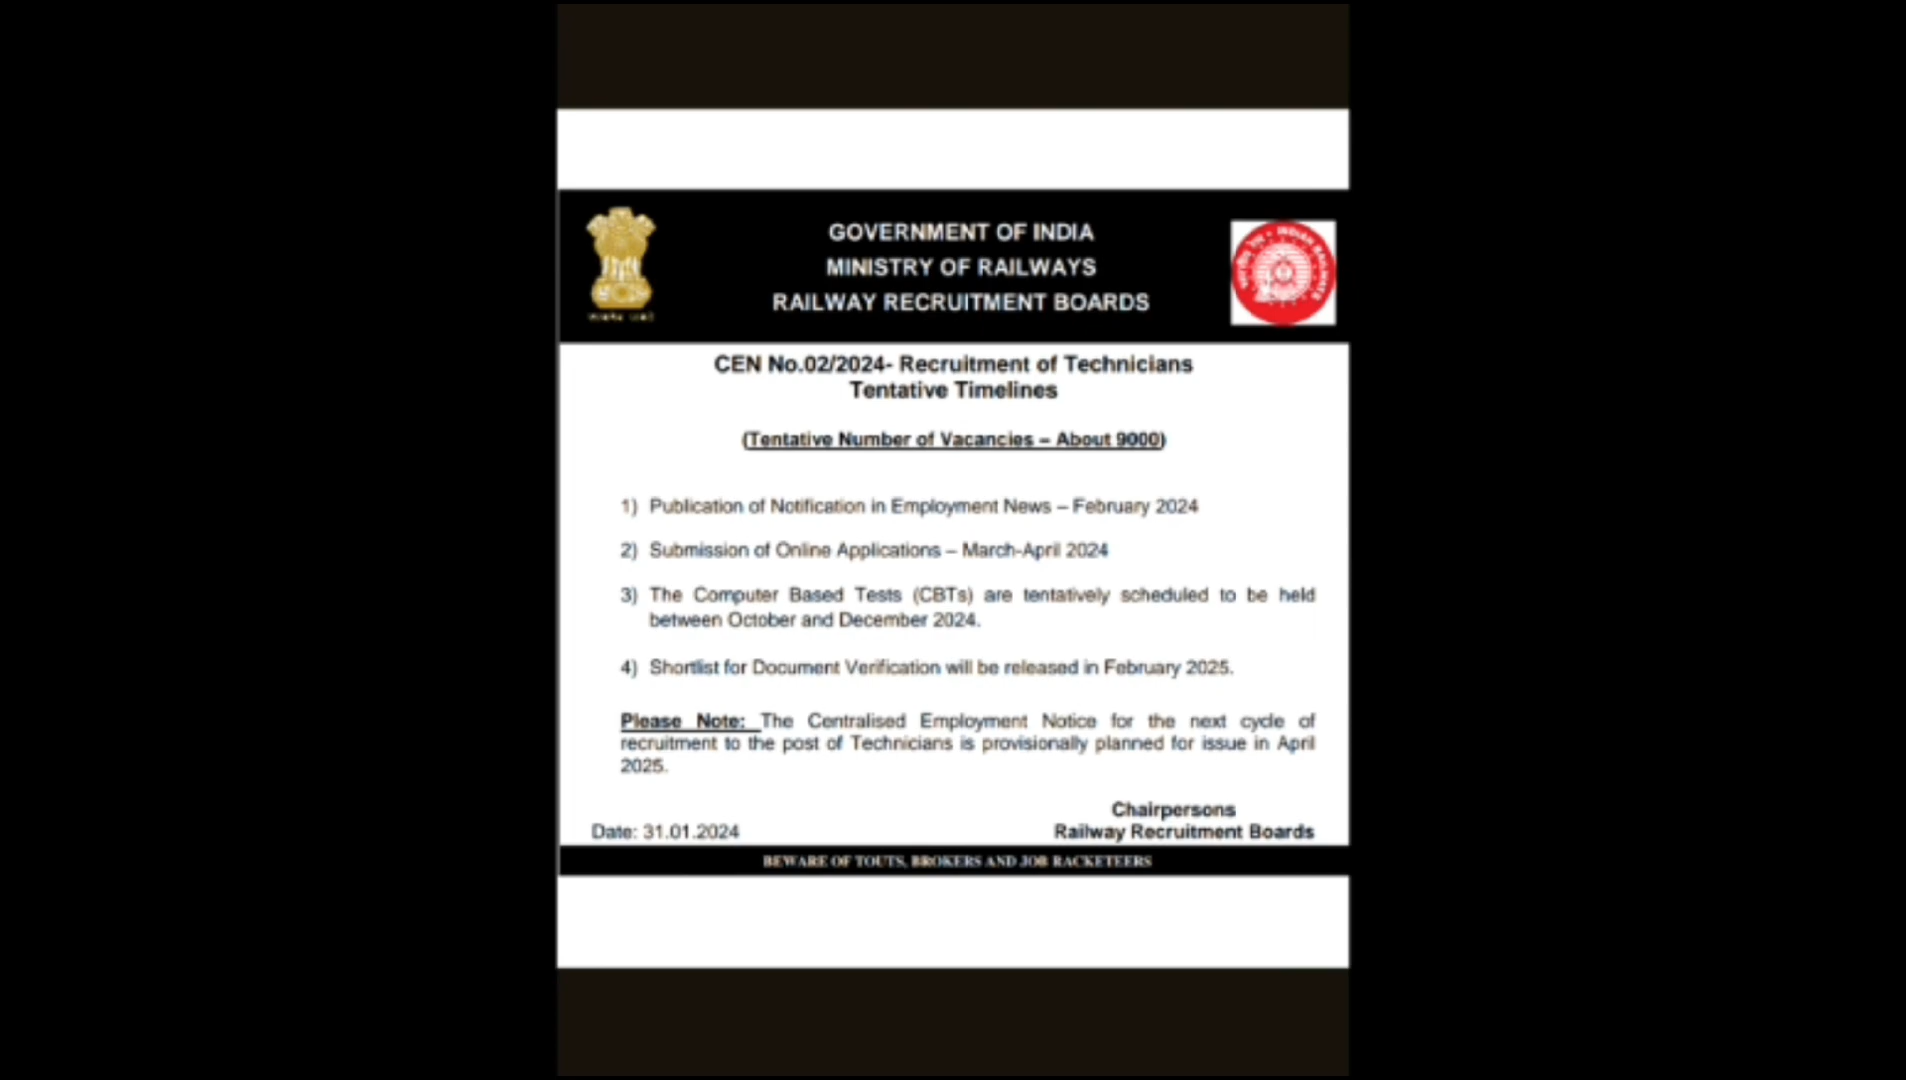 GOVERNMENT OF INDIA
MINISTRY OF RAILWAYS
RAILWAY RECRUITMENT BOARDS
INDIAN RAILWAYS
CEN No.02/2024- Recruitment of Technicians
Tentative Timelines
(Tentative Number of Vacancies – About 9000)
1) Publication of Notification in Employment News – February 2024
2) Submission of Online Applications – March-April 2024
3) The Computer Based Tests (CBTs) are tentatively scheduled to be held
between October and December 2024.
4) Shortlist for Document Verification will be released in February 2025.
Please Note: The Centralised Employment Notice for the next cycle of
recruitment to the post of Technicians is provisionally planned for issue in April
2025.
Chairpersons
Date: 31.01.2024 Railway Recruitment Boards
BEWARE OF TOUTS, BROKERS AND JOB RACKETEERS